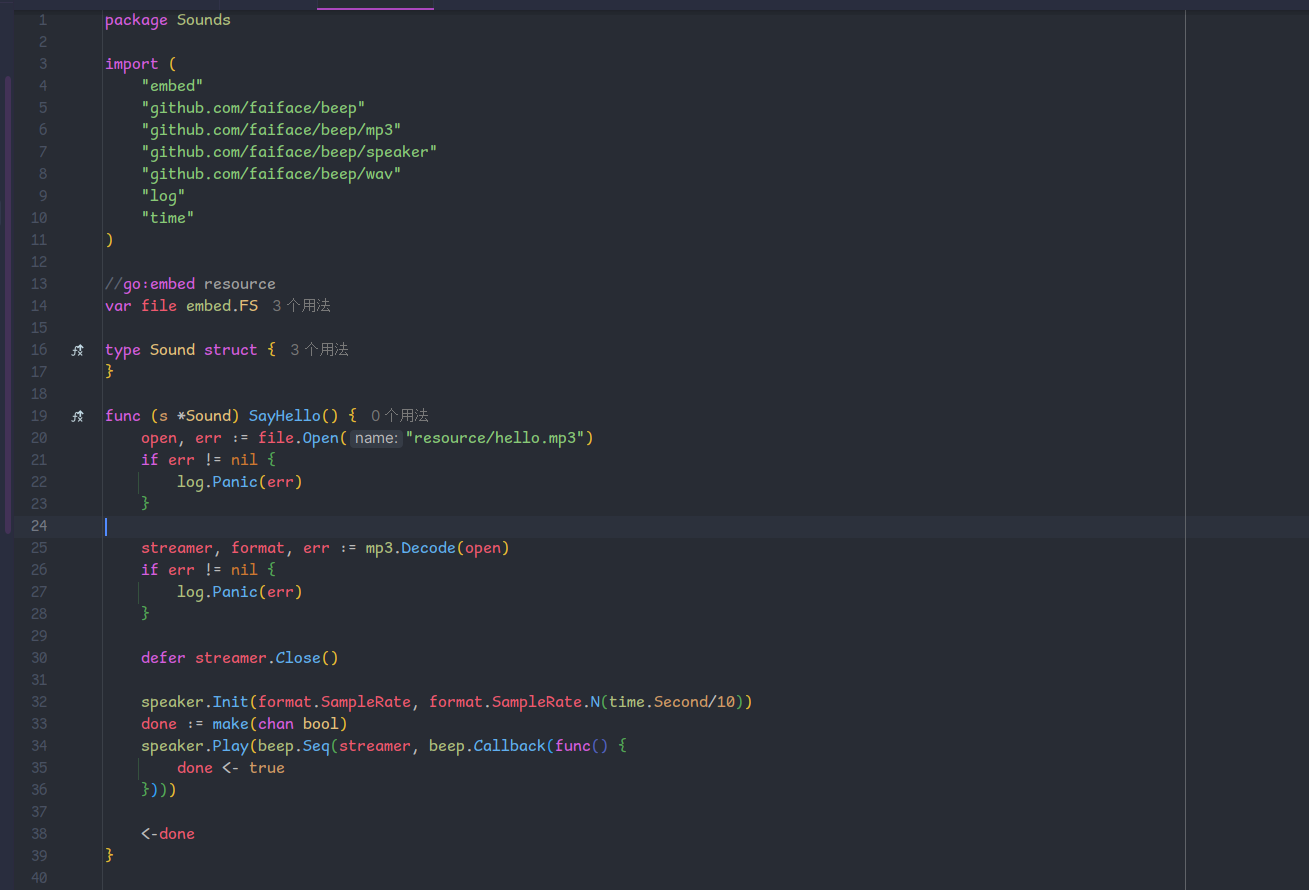 1 package Sounds
2
3 import (
4 "embed"
5 "github.com/faiface/beep"
6 "github.com/faiface/beep/mp3"
7 "github.com/faiface/beep/speaker"
8 "github.com/faiface/beep/wav"
9 "log"
10 "time"
11 )
12
13 //go:embed resource
14 var file embed.FS 3 个用法
15
16 type Sound struct { 3 个用法
17 }
18
19 func (s *Sound) SayHello() { 0 个用法
20 open, err := file.Open( name: "resource/hello.mp3")
21 if err != nil {
22 log.Panic(err)
23 }
24
25 streamer, format, err := mp3.Decode(open)
26 if err != nil {
27 log.Panic(err)
28 }
29
30 defer streamer.Close()
31
32 speaker.Init(format.SampleRate, format.SampleRate.N(time.Second/10))
33 done := make(chan bool)
34 speaker.Play(beep.Seq(streamer, beep.Callback(func() {
35 done <- true
36 })))
37
38 <-done
39 }
40